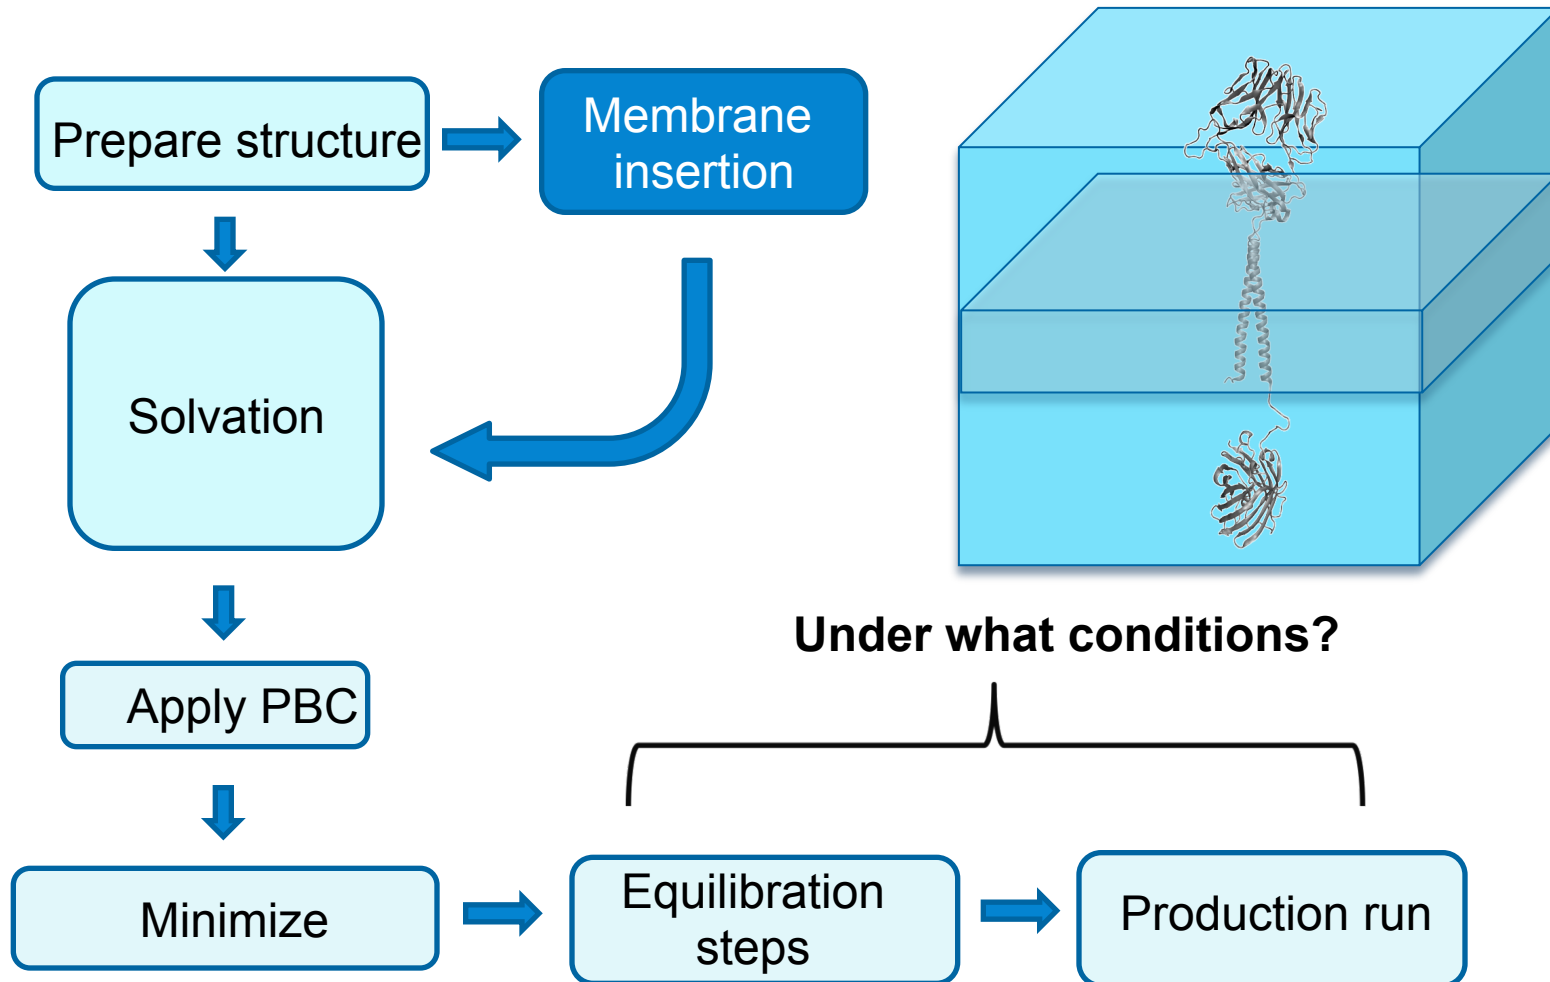 Prepare structure
Membrane
insertion
Solvation
Under what conditions?
Apply PBC
Minimize
Equilibration
steps
Production run